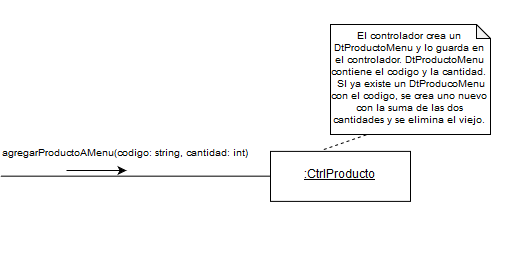 El controlador crea un
DtProductoMenu y lo guarda en
el controlador. DtProductoMenu
contiene el codigo y la cantidad.
SI ya existe un DtProducoMenu
con el codigo, se crea uno nuevo
con la suma de las dos
cantidades y se elimina el viejo.
agregarProductoAMenu(codigo: string, cantidad: int)
:CtrlProducto